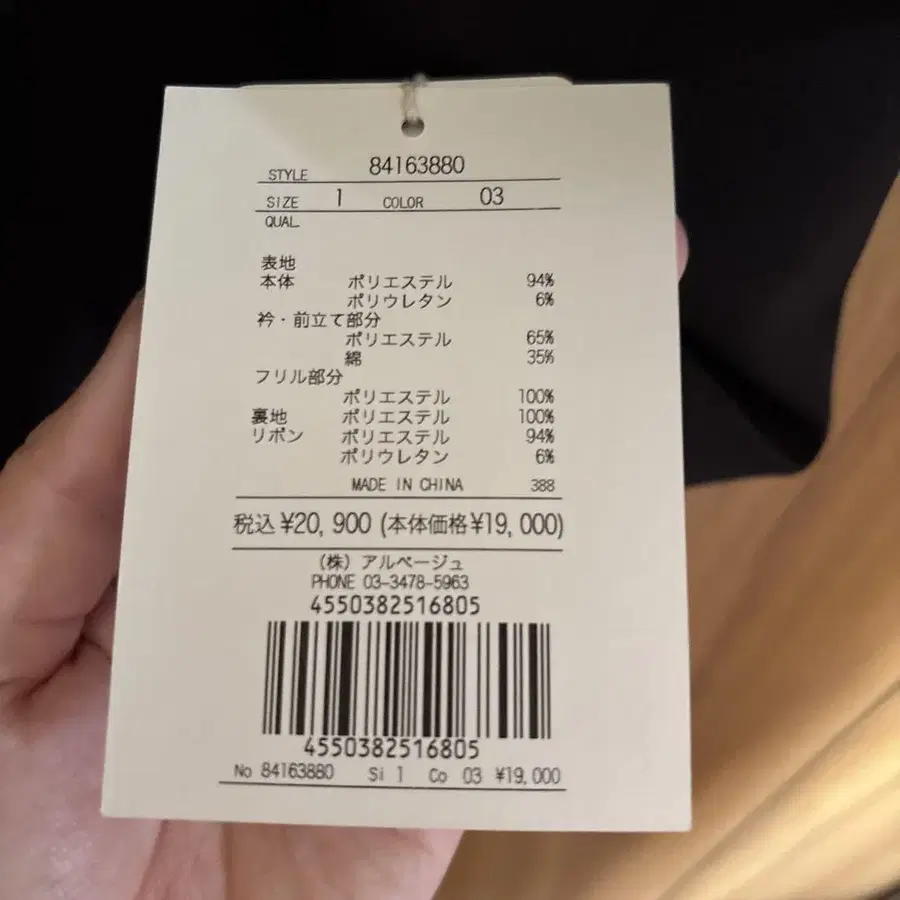 STYLE 84163880
SIZE 1 COLOR 03
QUAL.
表地
本体 ポリエステル 94%
ポリウレタン 6%
衿・前立て部分
ポリエステル 65%
綿 35%
フリル部分
ポリエステル 100%
裏地 ポリエステル 100%
リボン ポリエステル 94%
ポリウレタン 6%
MADE IN CHINA 388
税込 ¥20,900 (本体価格¥19,000)
(株) アルページュ
PHONE 03-3478-5963
4550382516805
4550382516805
No 84163880 Si 1 Co 03 ¥19,000